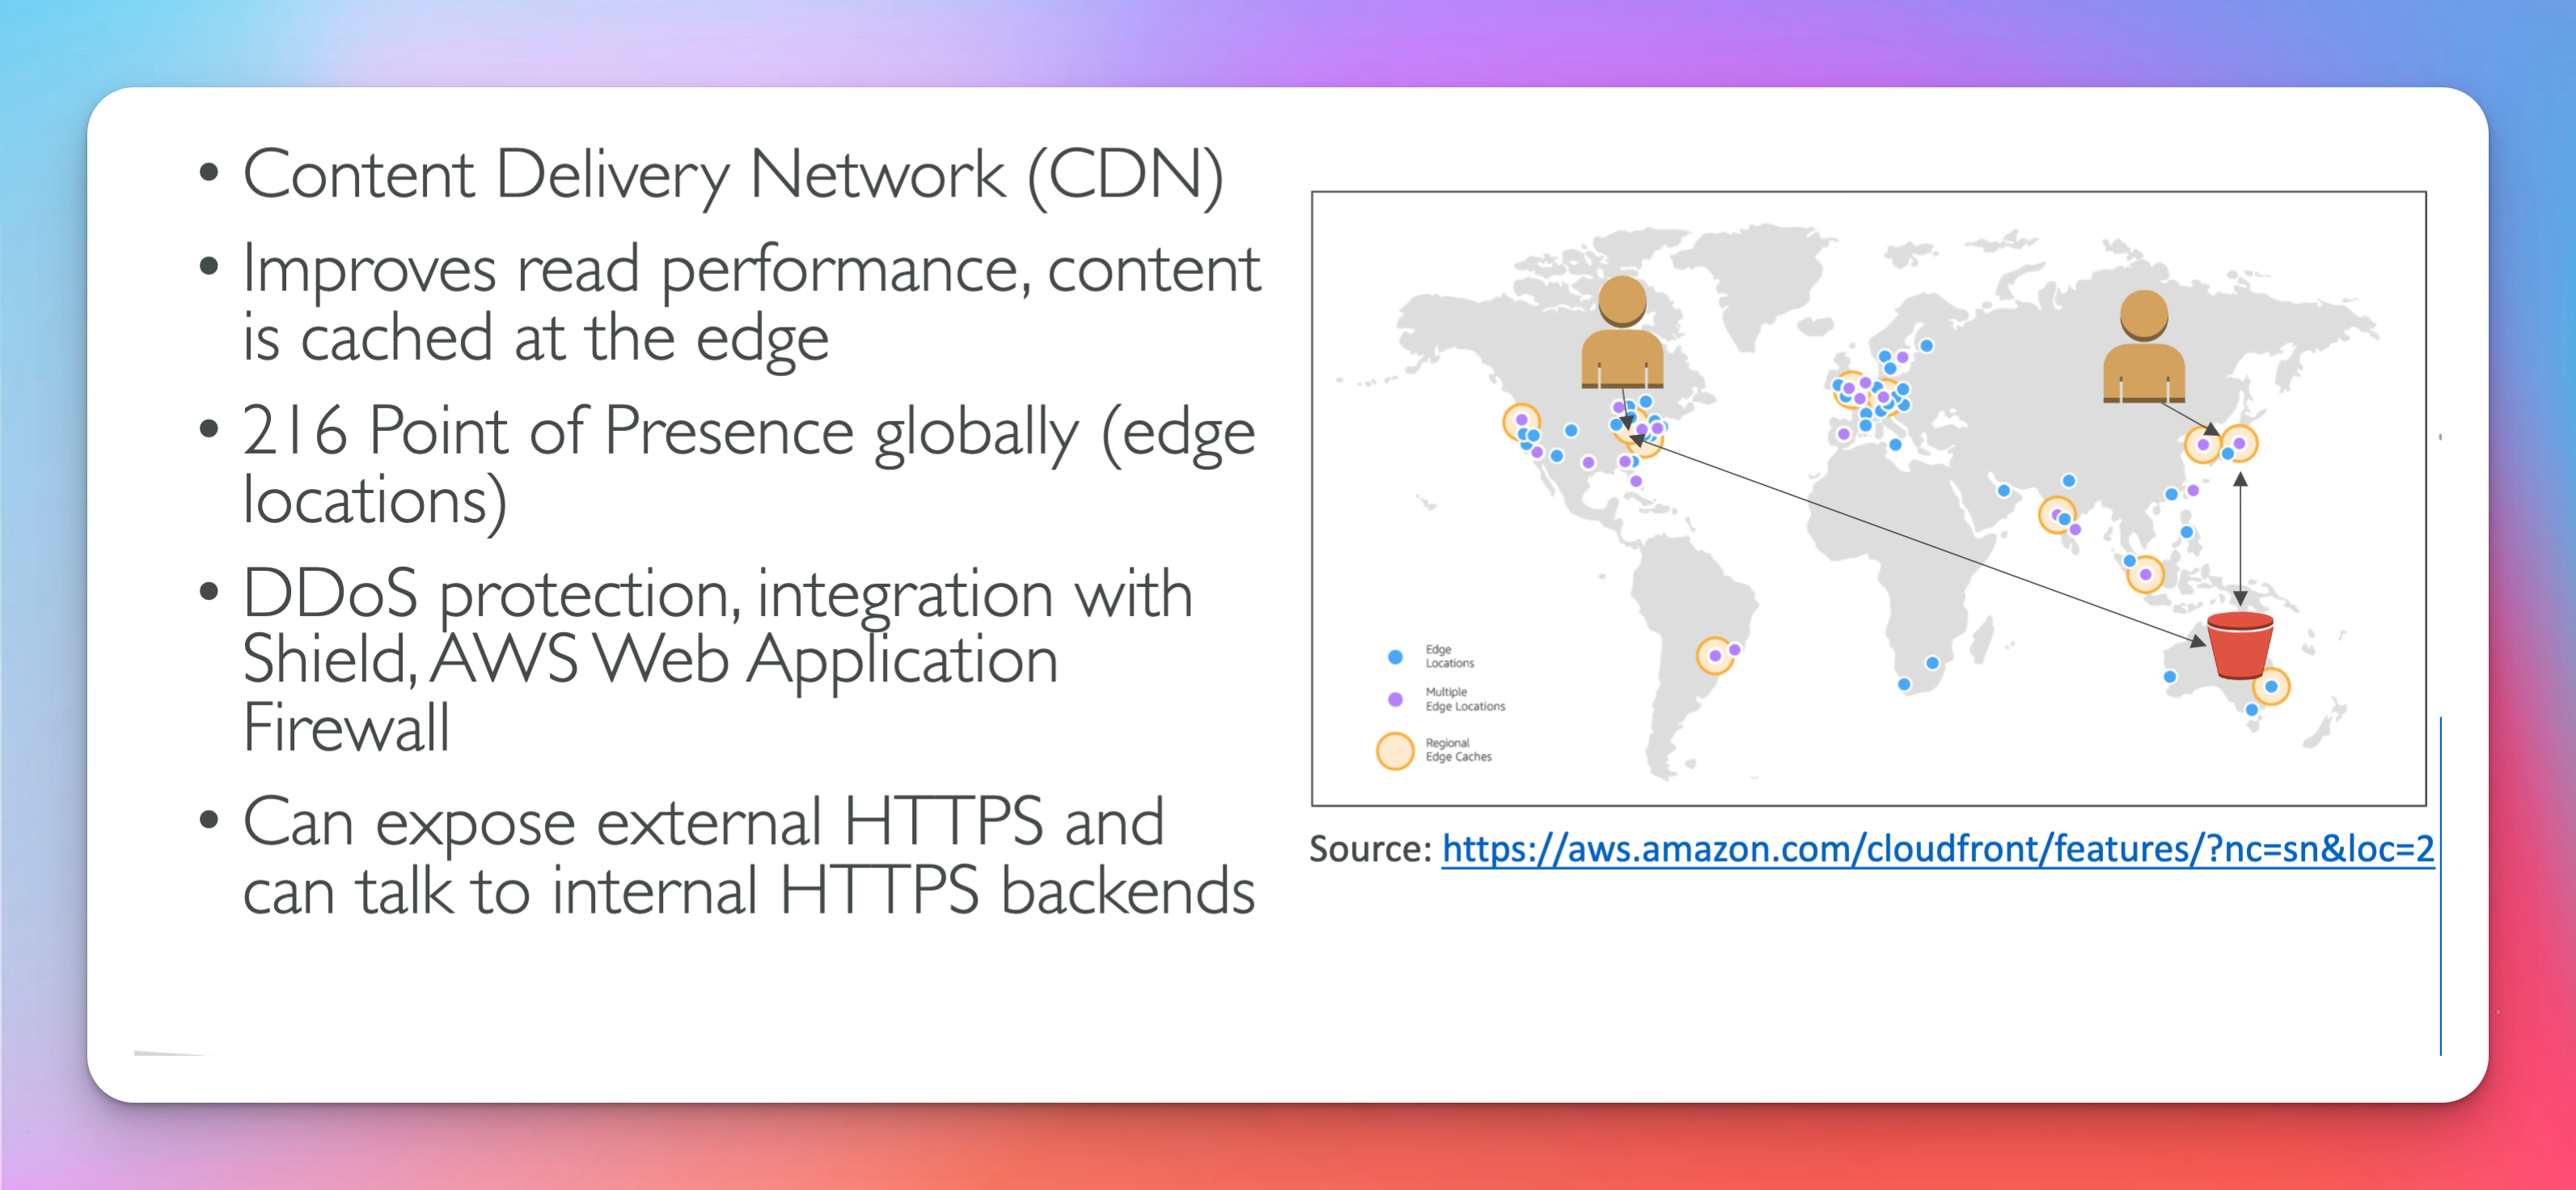 • Content Delivery Network (CDN)
• Improves read performance, content
is cached at the edge
• 216 Point of Presence globally (edge
locations)
• DDoS protection, integration with
Shield, AWS Web Application
Firewall
• Can expose external HTTPS and
can talk to internal HTTPS backends
Edge
Locations
Multiple
Edge Locations
Regional
Edge Caches
Source: https://aws.amazon.com/cloudfront/features/?nc=sn&loc=2